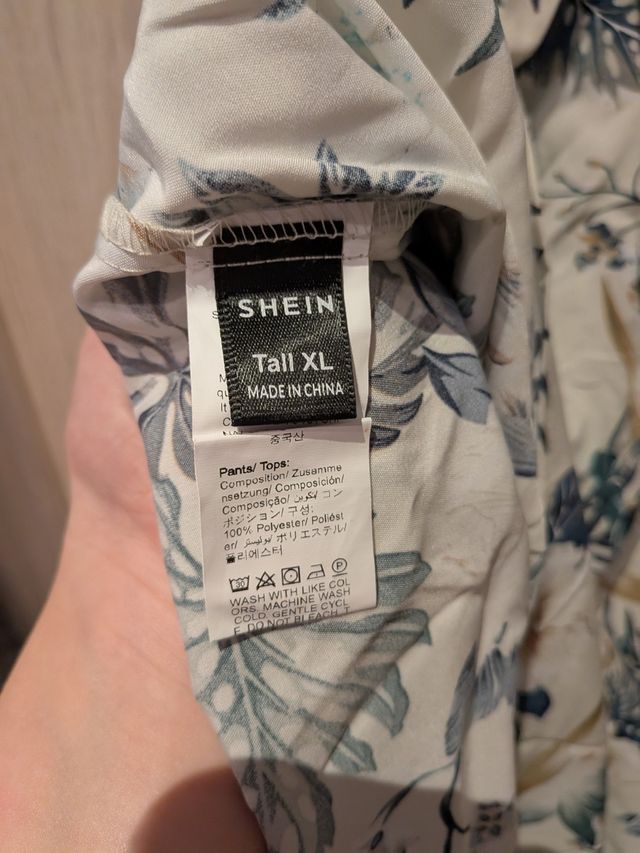 SHEIN
Tall XL
MADE IN CHINA
중국산
Pants/ Tops:
Composition/ Zusamme
nsetzung/ Composición/
Composição/ تكوين/ コン
ポジション/ 구성:
100% Polyester/ Poliést
er/ بوليستر/ ポリエステル/
폴리에스터
30
P
WASH WITH LIKE COL
ORS. MACHINE WASH
COLD. GENTLE CYCL
E. DO NOT BLEACH. T